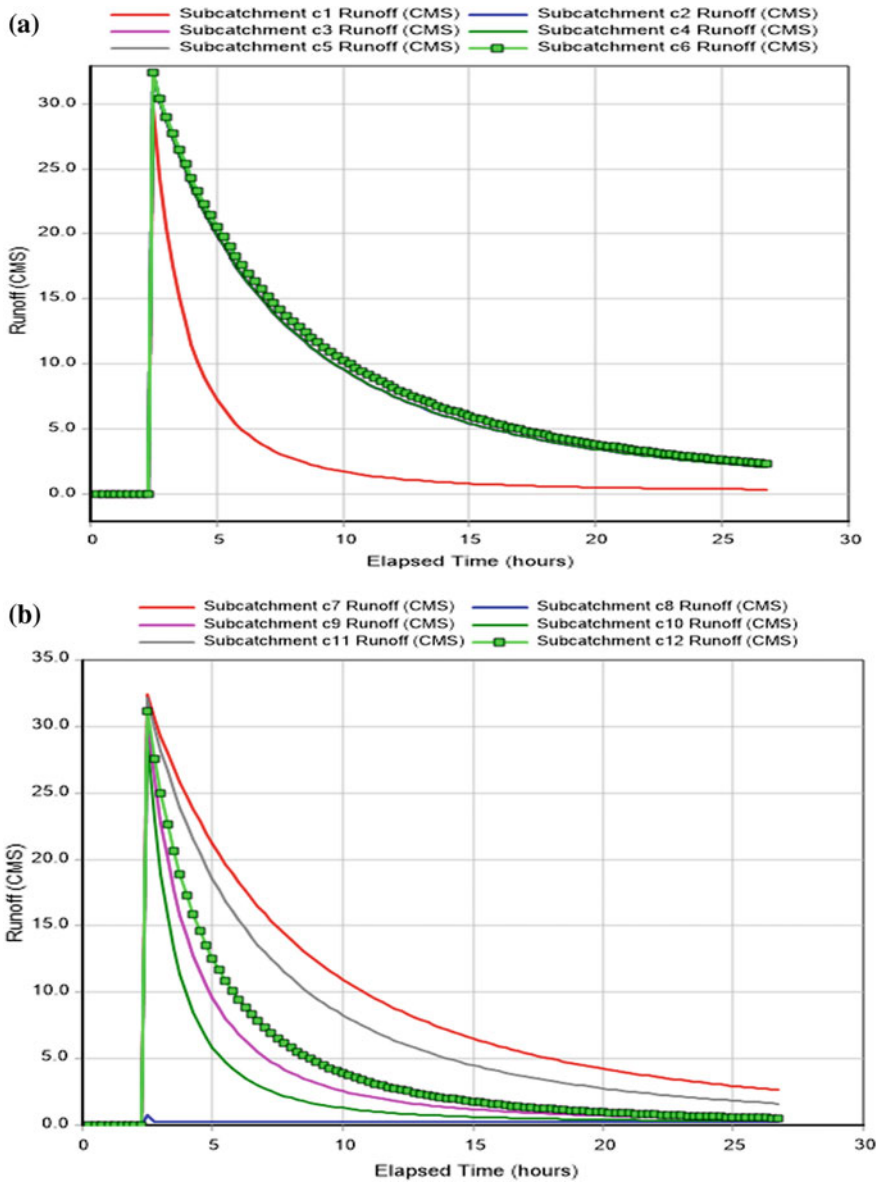 (a)
Subcatchment c1 Runoff (CMS) Subcatchment c2 Runoff (CMS)
Subcatchment c3 Runoff (CMS) Subcatchment c4 Runoff (CMS)
Subcatchment c5 Runoff (CMS) Subcatchment c6 Runoff (CMS)
30.0
25.0
20.0
15.0
10.0
5.0
0.0
Runoff (CMS)
0 5 10 15 20 25 30
Elapsed Time (hours)
(b)
Subcatchment c7 Runoff (CMS) Subcatchment c8 Runoff (CMS)
Subcatchment c9 Runoff (CMS) Subcatchment c10 Runoff (CMS)
Subcatchment c11 Runoff (CMS) Subcatchment c12 Runoff (CMS)
35.0
30.0
25.0
20.0
15.0
10.0
5.0
0.0
Runoff (CMS)
0 5 10 15 20 25 30
Elapsed Time (hours)